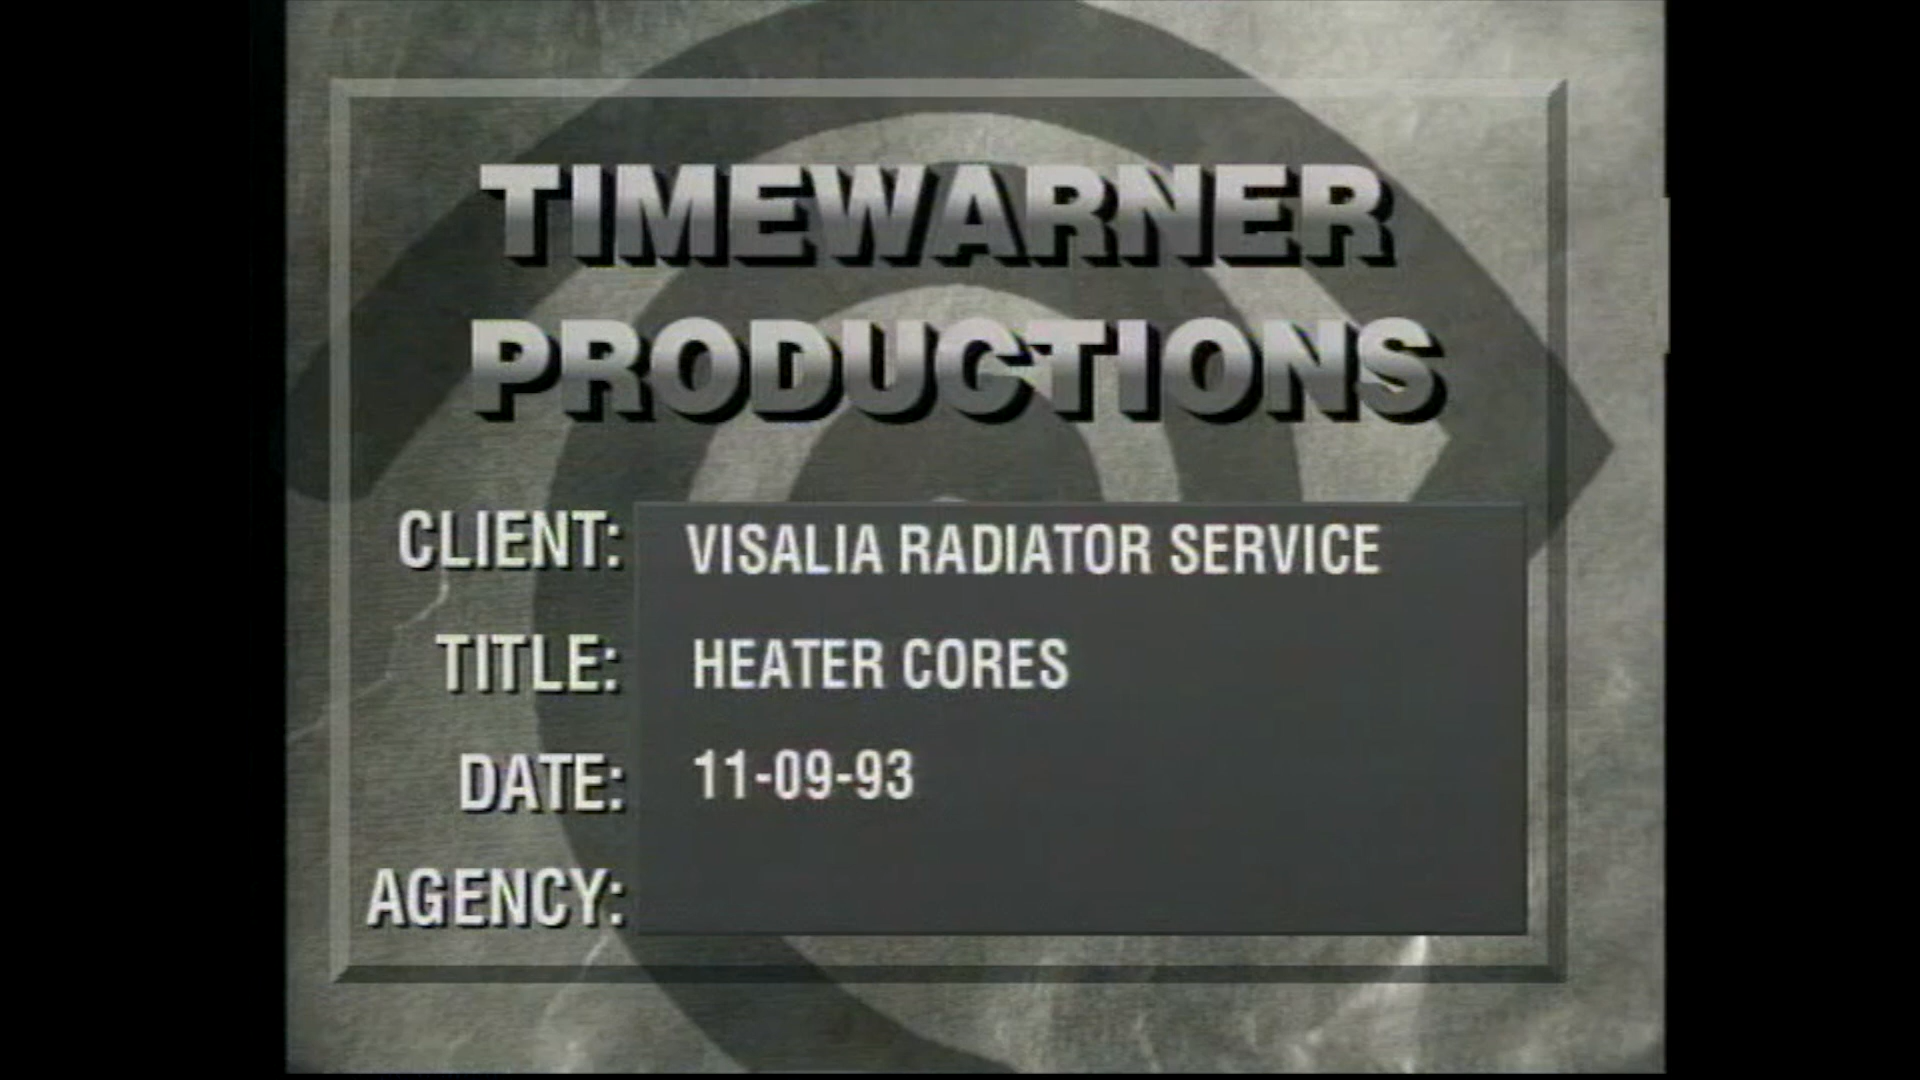 TIMEWARNER
PRODUCTIONS
CLIENT: VISALIA RADIATOR SERVICE
TITLE: HEATER CORES
DATE: 11-09-93
AGENCY: